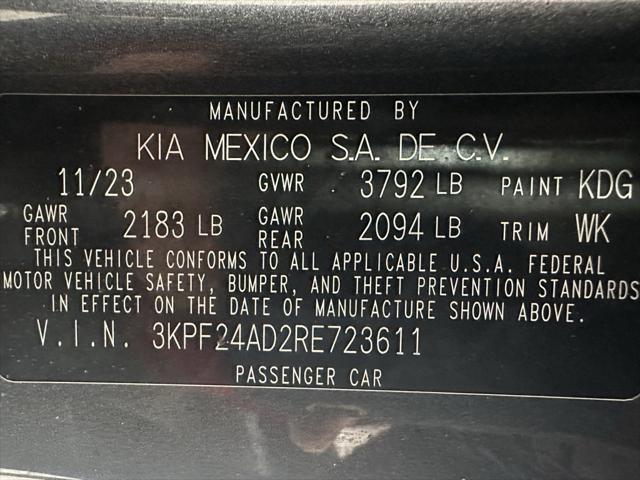 MANUFACTURED BY
KIA MEXICO S.A. DE C.V.
11/23 GVWR 3792 LB PAINT KDG
GAWR FRONT 2183 LB GAWR REAR 2094 LB TRIM WK
THIS VEHICLE CONFORMS TO ALL APPLICABLE U.S.A. FEDERAL
MOTOR VEHICLE SAFETY, BUMPER, AND THEFT PREVENTION STANDARDS
IN EFFECT ON THE DATE OF MANUFACTURE SHOWN ABOVE.
V.I.N. 3KPF24AD2RE723611
PASSENGER CAR